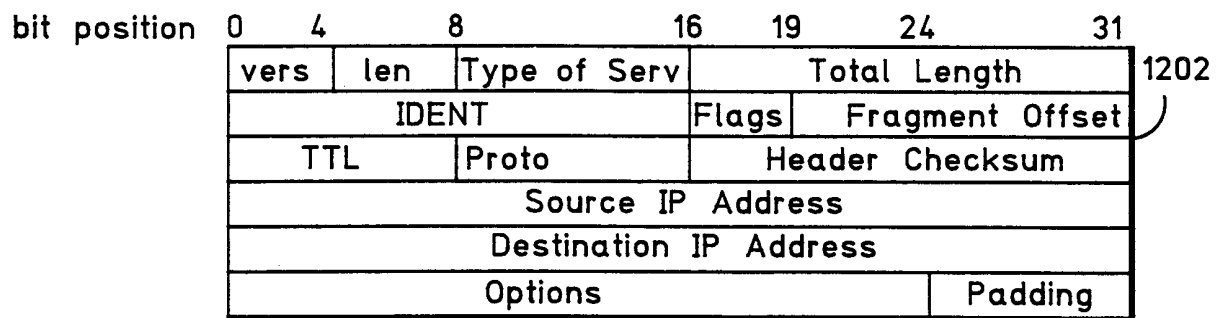 bit position 0 4 8 16 19 24 31
vers len Type of Serv Total Length 1202
IDENT Flags Fragment Offset
TTL Proto Header Checksum
Source IP Address
Destination IP Address
Options Padding